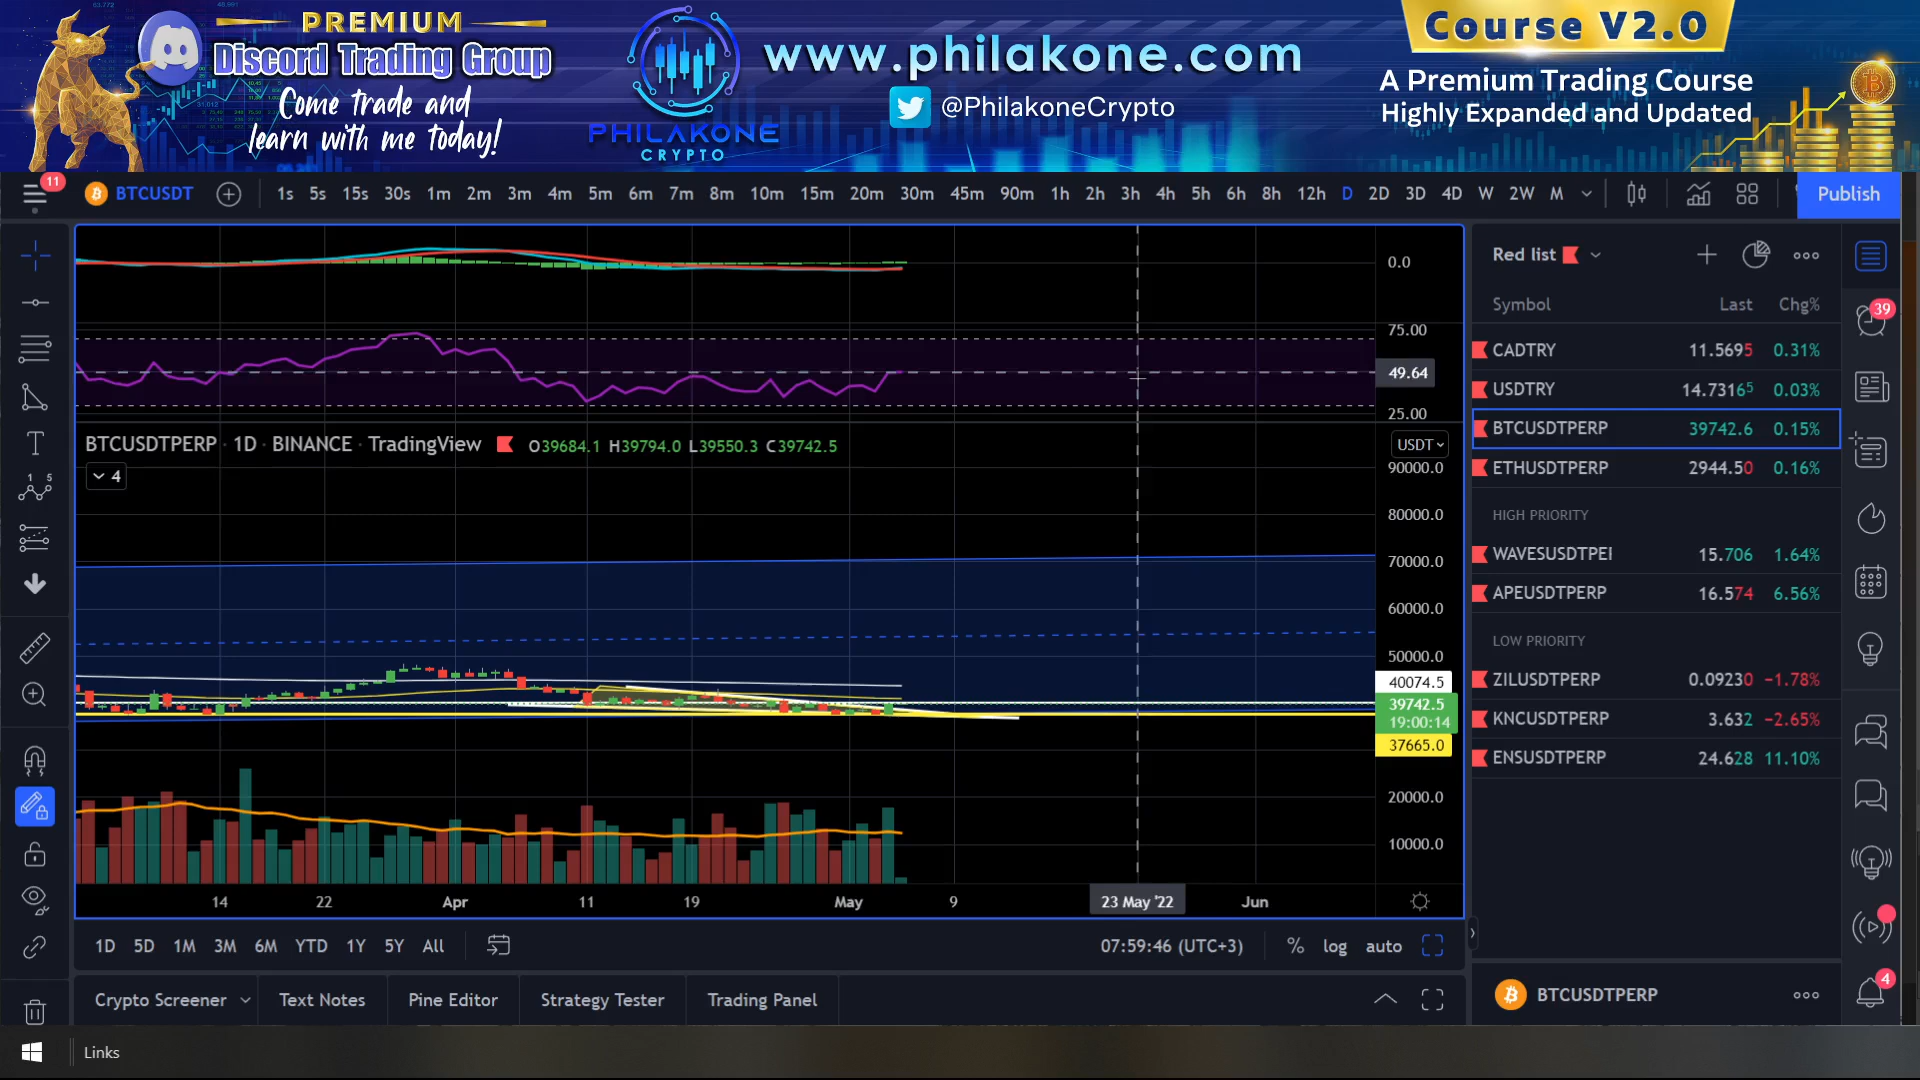 PREMIUM
Discord Trading Group
Come trade and
learn with me today!
PHILAKONE
CRYPTO
www.philakone.com
@PhilakoneCrypto
Course V2.0
A Premium Trading Course
Highly Expanded and Updated
11
BTCUSDT
1s 5s 15s 30s 1m 2m 3m 4m 5m 6m 7m 8m 10m 15m 20m 30m 45m 90m 1h 2h 3h 4h 5h 6h 8h 12h D 2D 3D 4D W 2W M
Publish
0.0
75.00
49.64
25.00
BTCUSDTPERP · 1D · BINANCE · TradingView O39684.1 H39794.0 L39550.3 C39742.5
USDT
4
90000.0
80000.0
70000.0
60000.0
50000.0
40074.5
39742.5
19:00:14
37665.0
20000.0
10000.0
14 22 Apr 11 19 May 9 23 May '22 Jun
1D 5D 1M 3M 6M YTD 1Y 5Y All
07:59:46 (UTC+3) % log auto
Crypto Screener Text Notes Pine Editor Strategy Tester Trading Panel
Red list
Symbol Last Chg%
CADTRY 11.5695 0.31%
USDTRY 14.73165 0.03%
BTCUSDTPERP 39742.6 0.15%
ETHUSDTPERP 2944.50 0.16%
HIGH PRIORITY
WAVESUSDTPEI 15.706 1.64%
APEUSDTPERP 16.574 6.56%
LOW PRIORITY
ZILUSDTPERP 0.09230 −1.78%
KNCUSDTPERP 3.632 −2.65%
ENSUSDTPERP 24.628 11.10%
BTCUSDTPERP
39
4
1 5
Links